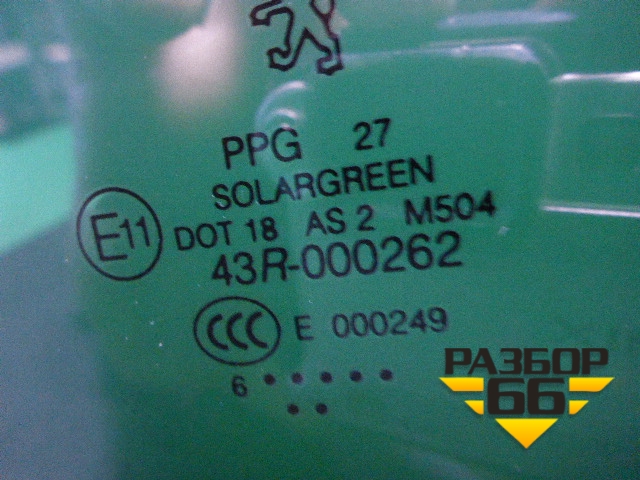 PPG 27
SOLARGREEN
E11
DOT 18 AS 2 M504
43R-000262
CCC E 000249
6 • • • • •
• •
РАЗБОР
66